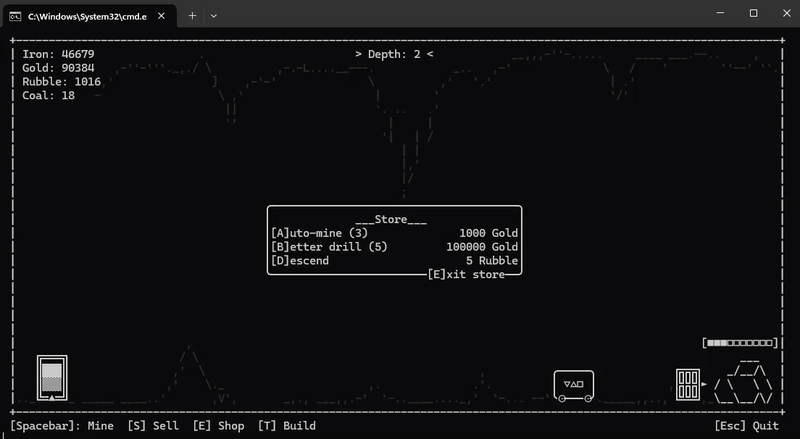 C:\Windows\System32\cmd.e
Iron: 46679
> Depth: 2 <
Gold: 90384
Rubble: 1016
Coal: 18
___Store___
[A]uto-mine (3) 1000 Gold
[B]etter drill (5) 100000 Gold
[D]escend 5 Rubble
[E]xit store
[Spacebar]: Mine [S] Sell [E] Shop [T] Build [Esc] Quit